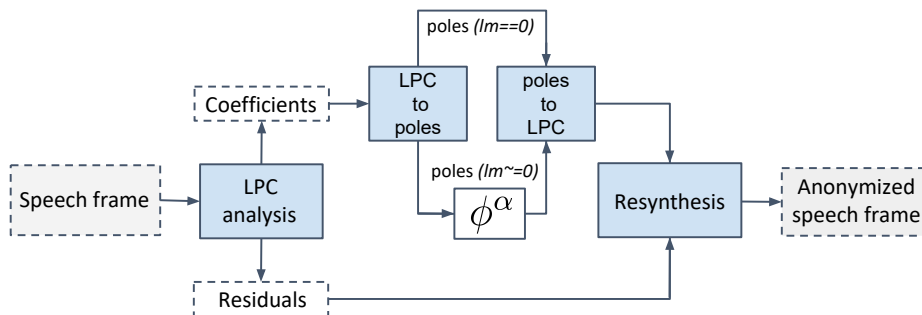 poles (Im==0)
LPC
to
poles
poles
to
LPC
Coefficients
poles (Im~=0)
Speech frame
LPC
analysis
ϕ^α
Resynthesis
Anonymized
speech frame
Residuals